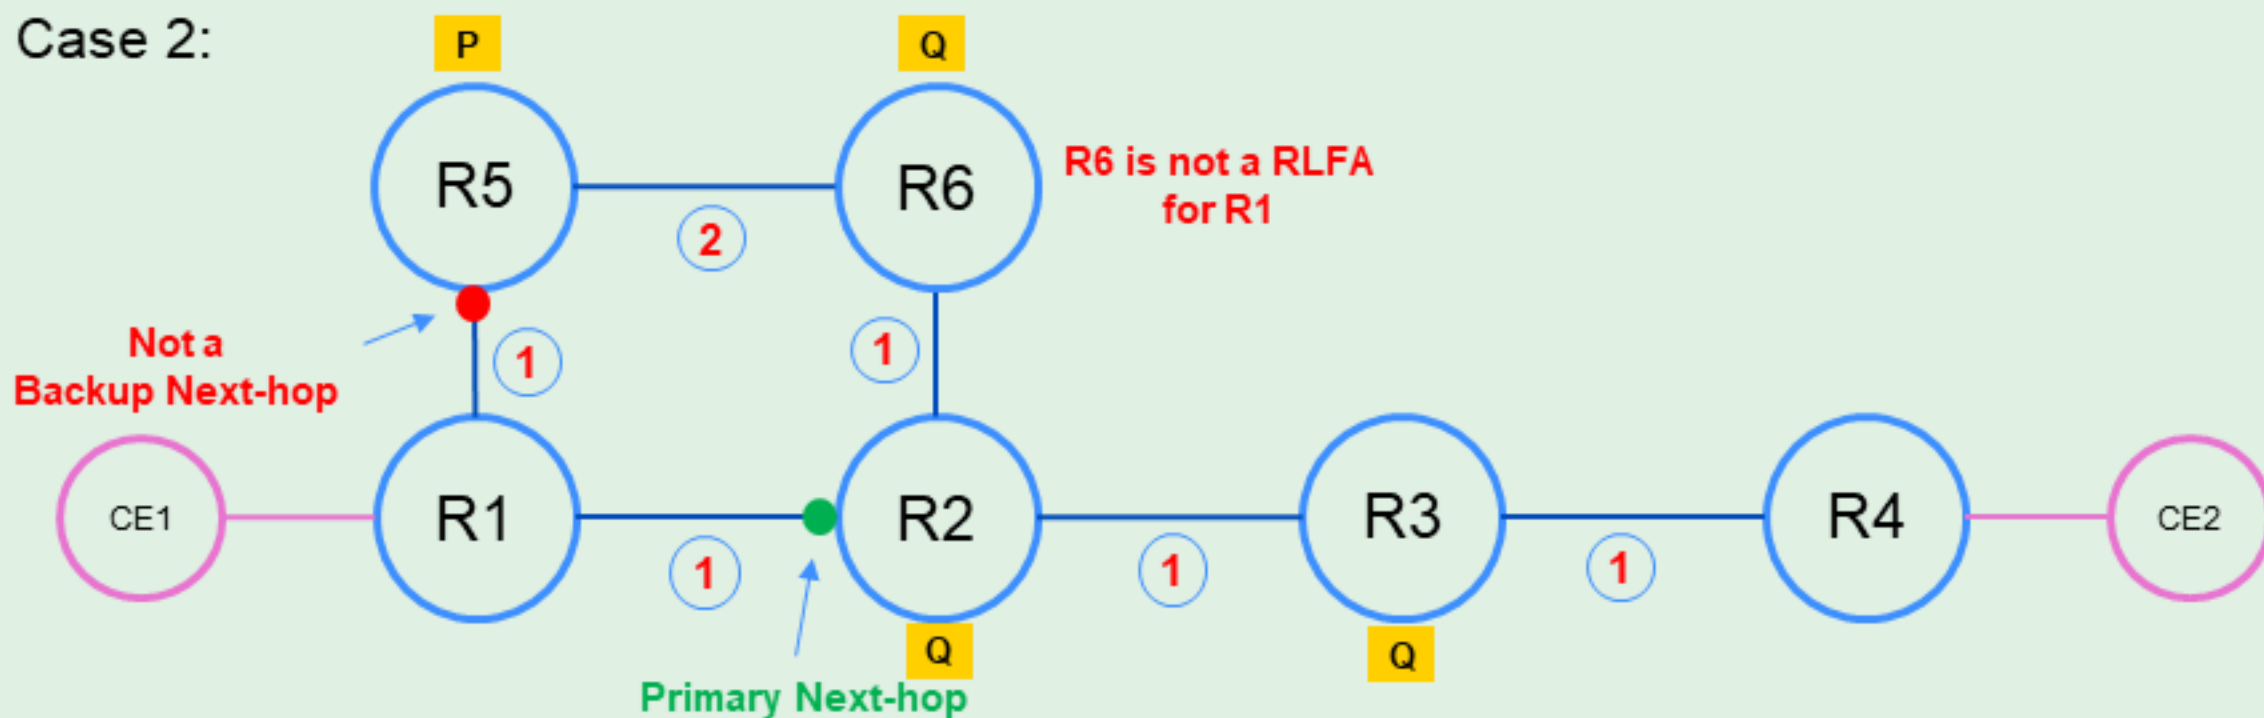 Case 2:
P
Q
R5
R6
R6 is not a RLFA
for R1
2
Not a
Backup Next-hop
1
1
CE1
R1
R2
R3
R4
CE2
1
1
1
Q
Q
Primary Next-hop